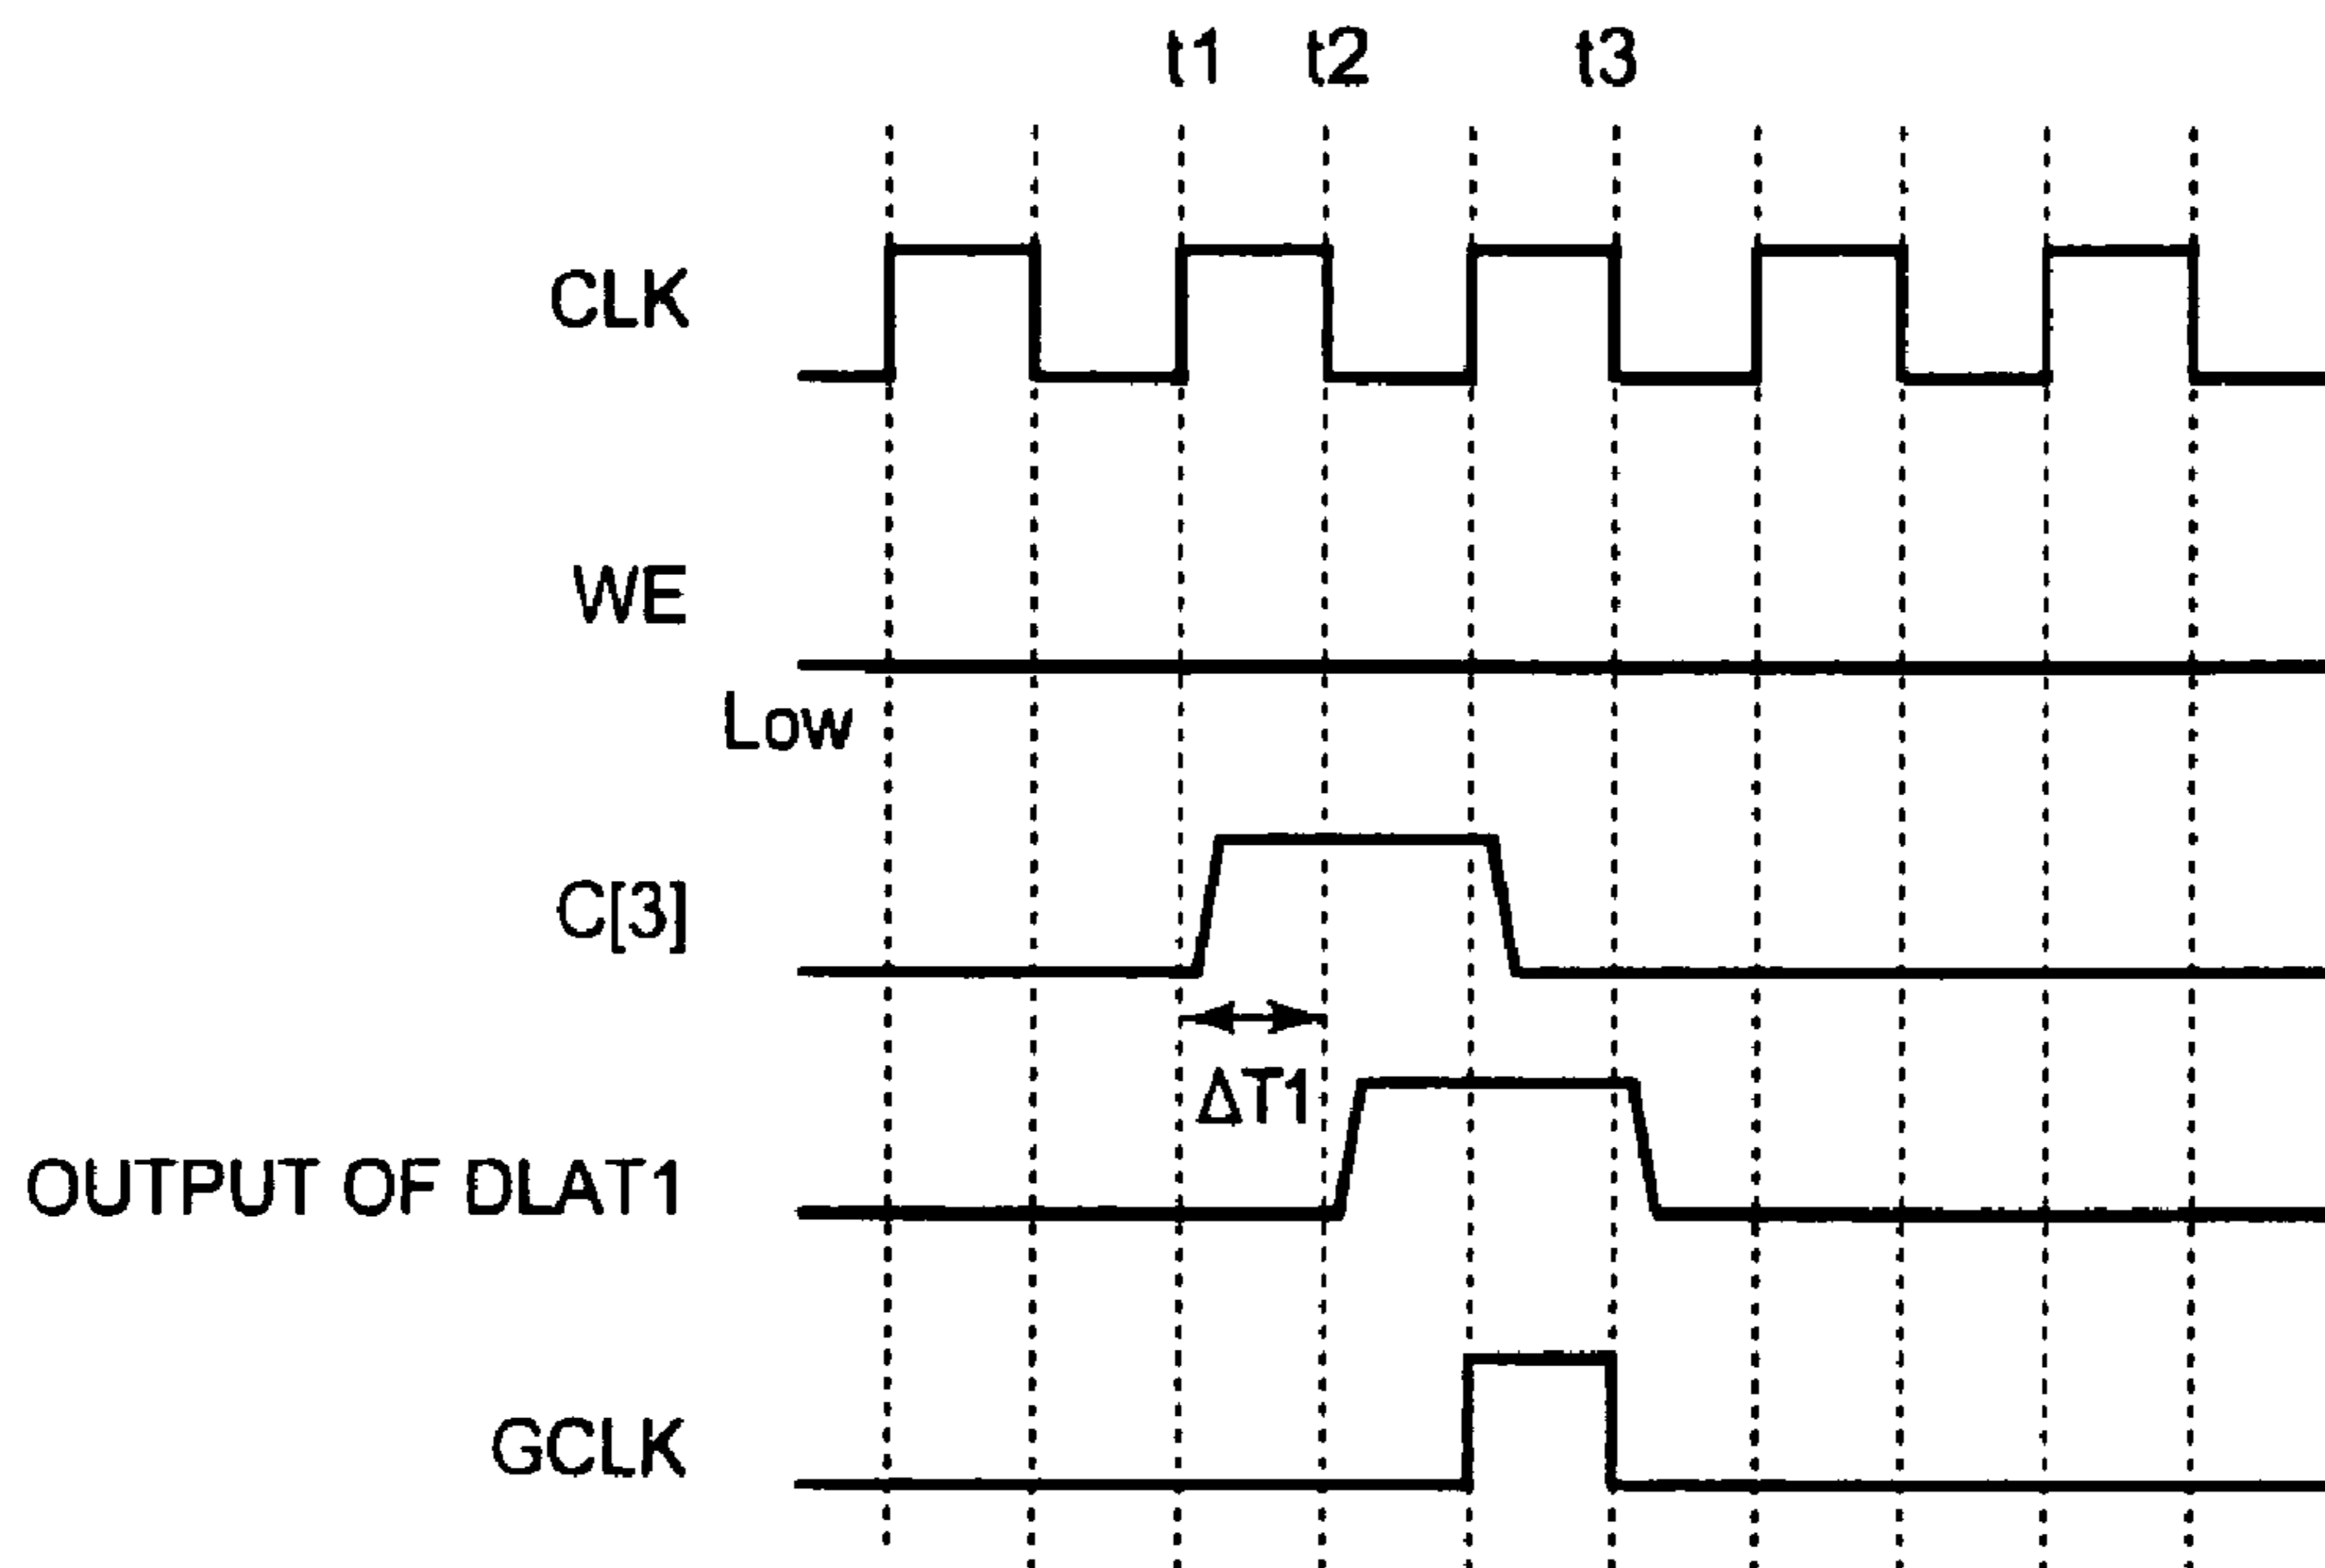 t1 t2 t3
CLK
WE
Low
C[3]
ΔT1
OUTPUT OF DLAT1
GCLK